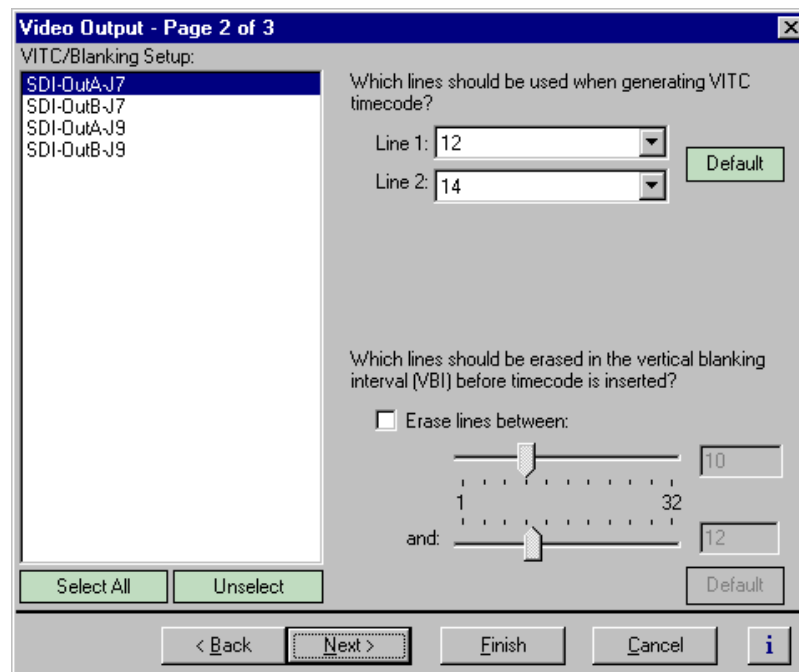 Video Output - Page 2 of 3
VITC/Blanking Setup:
SDI-OutA-J7
SDI-OutB-J7
SDI-OutA-J9
SDI-OutB-J9
Select All
Unselect
Which lines should be used when generating VITC
timecode?
Line 1: 12
Line 2: 14
Default
Which lines should be erased in the vertical blanking
interval (VBI) before timecode is inserted?
Erase lines between:
10
1 32
and: 12
Default
< Back
Next >
Finish
Cancel
i